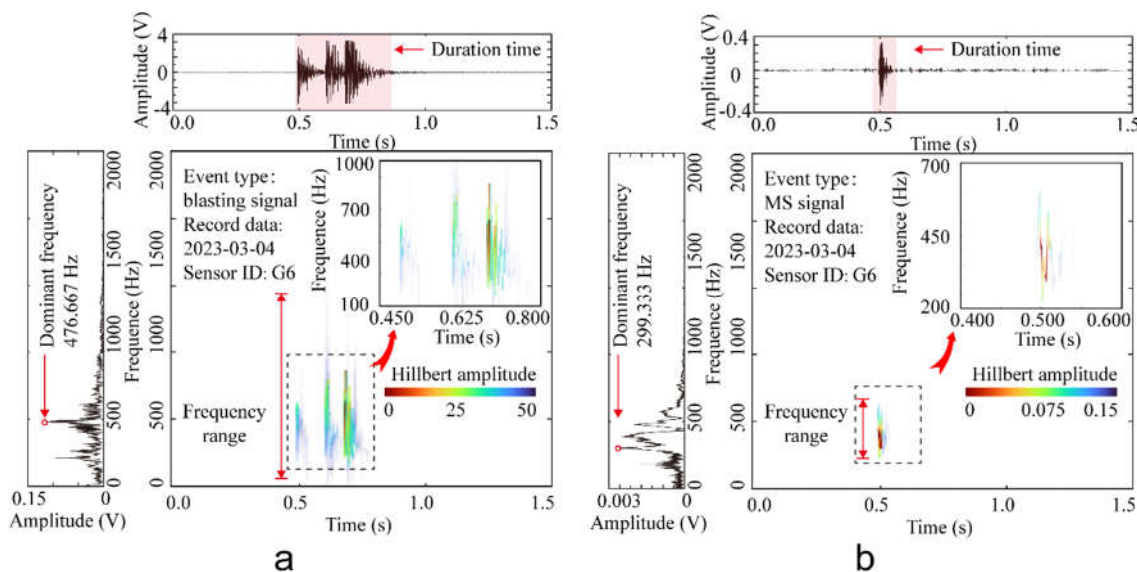 4
0
-4
Amplitude (V)
Duration time
0.0
0.5
1.0
1.5
Time (s)
Dominant frequency
476.667 Hz
0.15
0
Amplitude (V)
2000
1500
1000
500
0
Frequency (Hz)
Event type:
blasting signal
Record data:
2023-03-04
Sensor ID: G6
1000
700
400
100
Frequency (Hz)
0.450
0.625
0.800
Time (s)
Hillbert amplitude
0
25
50
Frequency
range
0.0
0.5
1.0
1.5
Time (s)
a
0.4
0
-0.4
Amplitude (V)
Duration time
0.0
0.5
1.0
1.5
Time (s)
Dominant frequency
299.333 Hz
0.003
0
Amplitude (V)
2000
1500
1000
500
0
Frequency (Hz)
Event type:
MS signal
Record data:
2023-03-04
Sensor ID: G6
700
450
200
Frequency (Hz)
0.400
0.500
0.600
Time (s)
Hillbert amplitude
0
0.075
0.15
Frequency
range
0.0
0.5
1.0
1.5
Time (s)
b